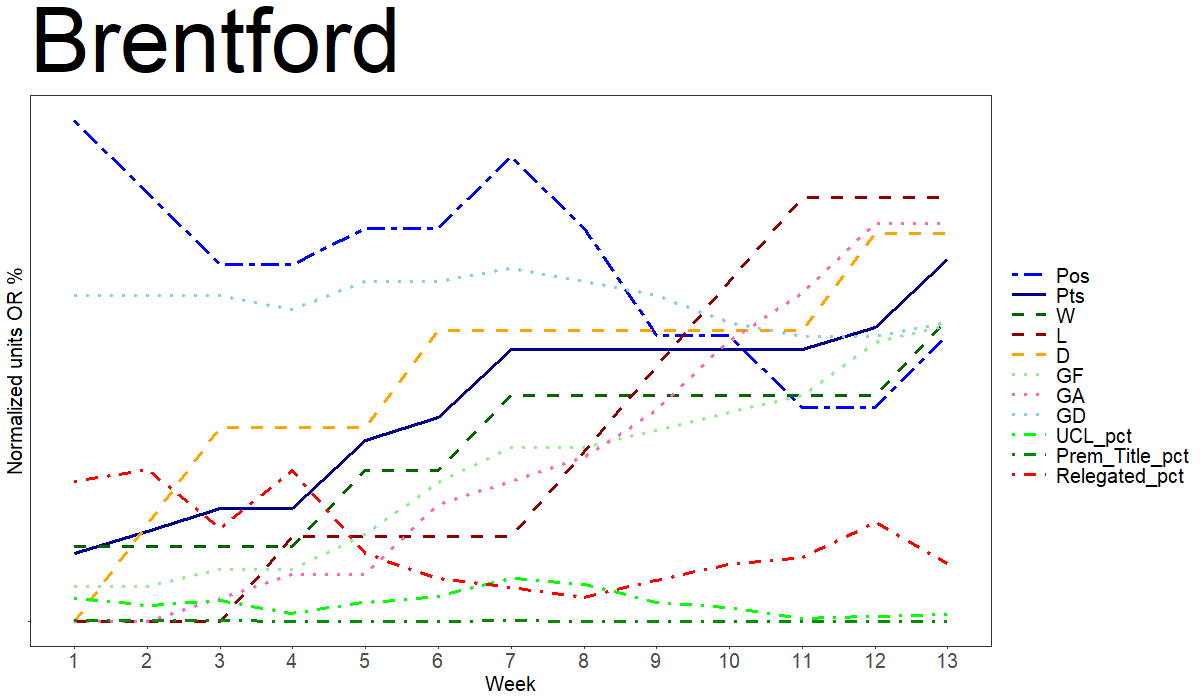 Brentford
Normalized units OR %
Pos
Pts
W
L
D
GF
GA
GD
UCL_pct
Prem_Title_pct
Relegated_pct
1 2 3 4 5 6 7 8 9 10 11 12 13
Week